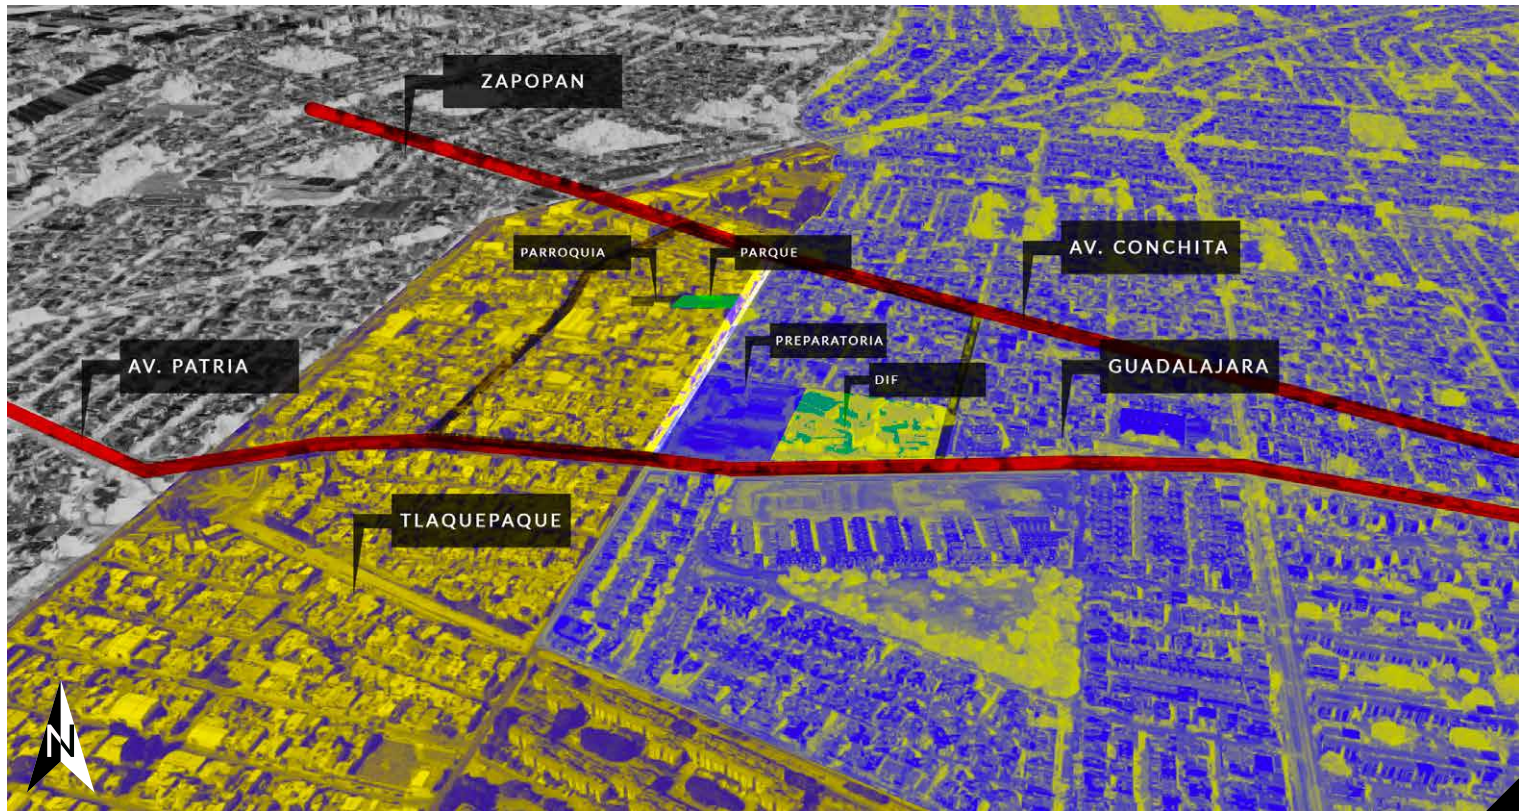 ZAPOPAN
PARROQUIA
PARQUE
AV. CONCHITA
PREPARATORIA
AV. PATRIA
GUADALAJARA
DIF
TLAQUEPAQUE
N